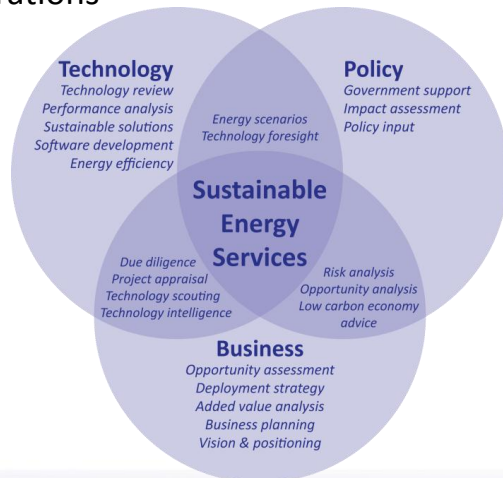 Technology
Technology review
Performance analysis
Sustainable solutions
Software development
Energy efficiency
Policy
Government support
Impact assessment
Policy input
Energy scenarios
Technology foresight
Sustainable
Energy
Services
Due diligence
Project appraisal
Technology scouting
Technology intelligence
Risk analysis
Opportunity analysis
Low carbon economy
advice
Business
Opportunity assessment
Deployment strategy
Added value analysis
Business planning
Vision & positioning